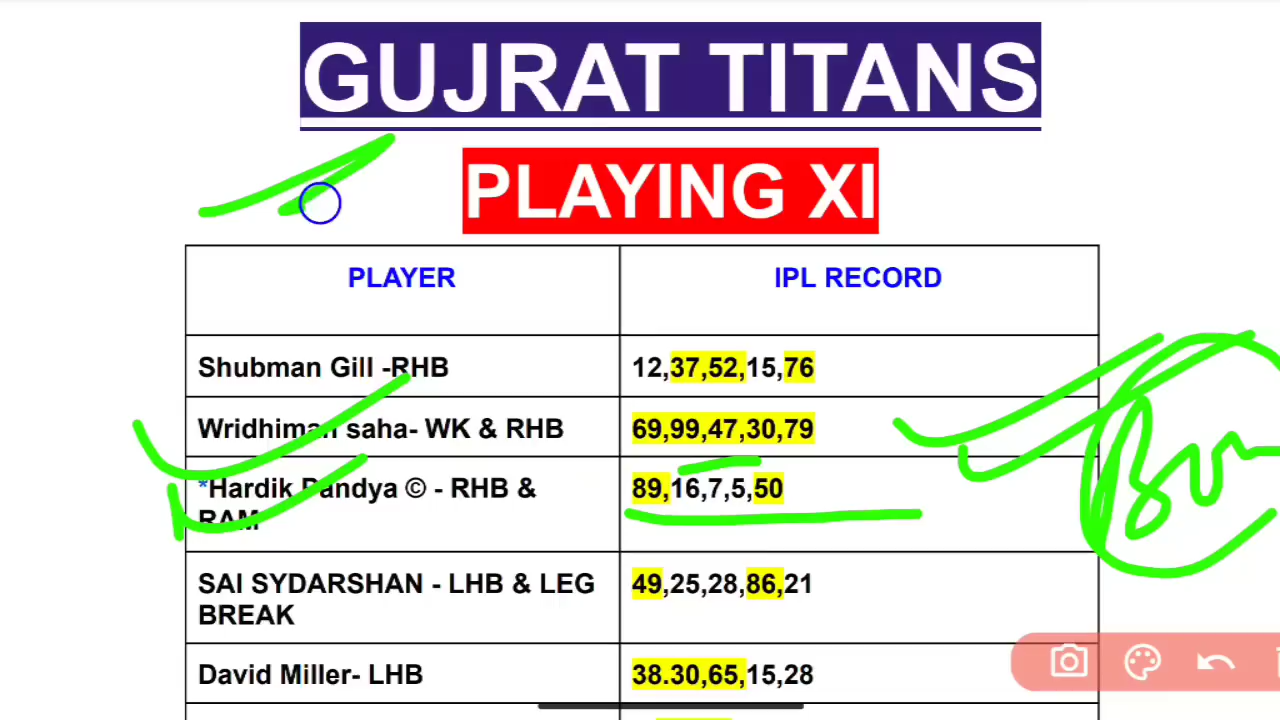 GUJRAT TITANS
PLAYING XI
PLAYER IPL RECORD
Shubman Gill -RHB 12,37,52,15,76
Wridhiman saha- WK & RHB 69,99,47,30,79
*Hardik Pandya © - RHB & 89,16,7,5,50
RAM
SAI SYDARSHAN - LHB & LEG 49,25,28,86,21
BREAK
David Miller- LHB 38.30,65,15,28